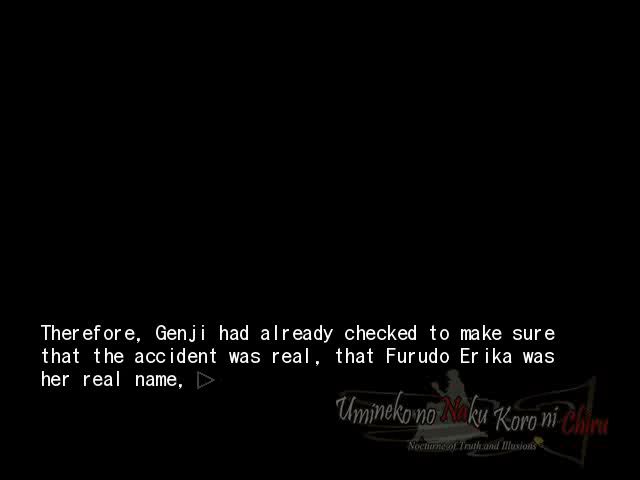 Therefore, Genji had already checked to make sure
that the accident was real, that Furudo Erika was
her real name,
Umineko no Naku Koro ni Chiru
Nocturne of Truth and Illusions